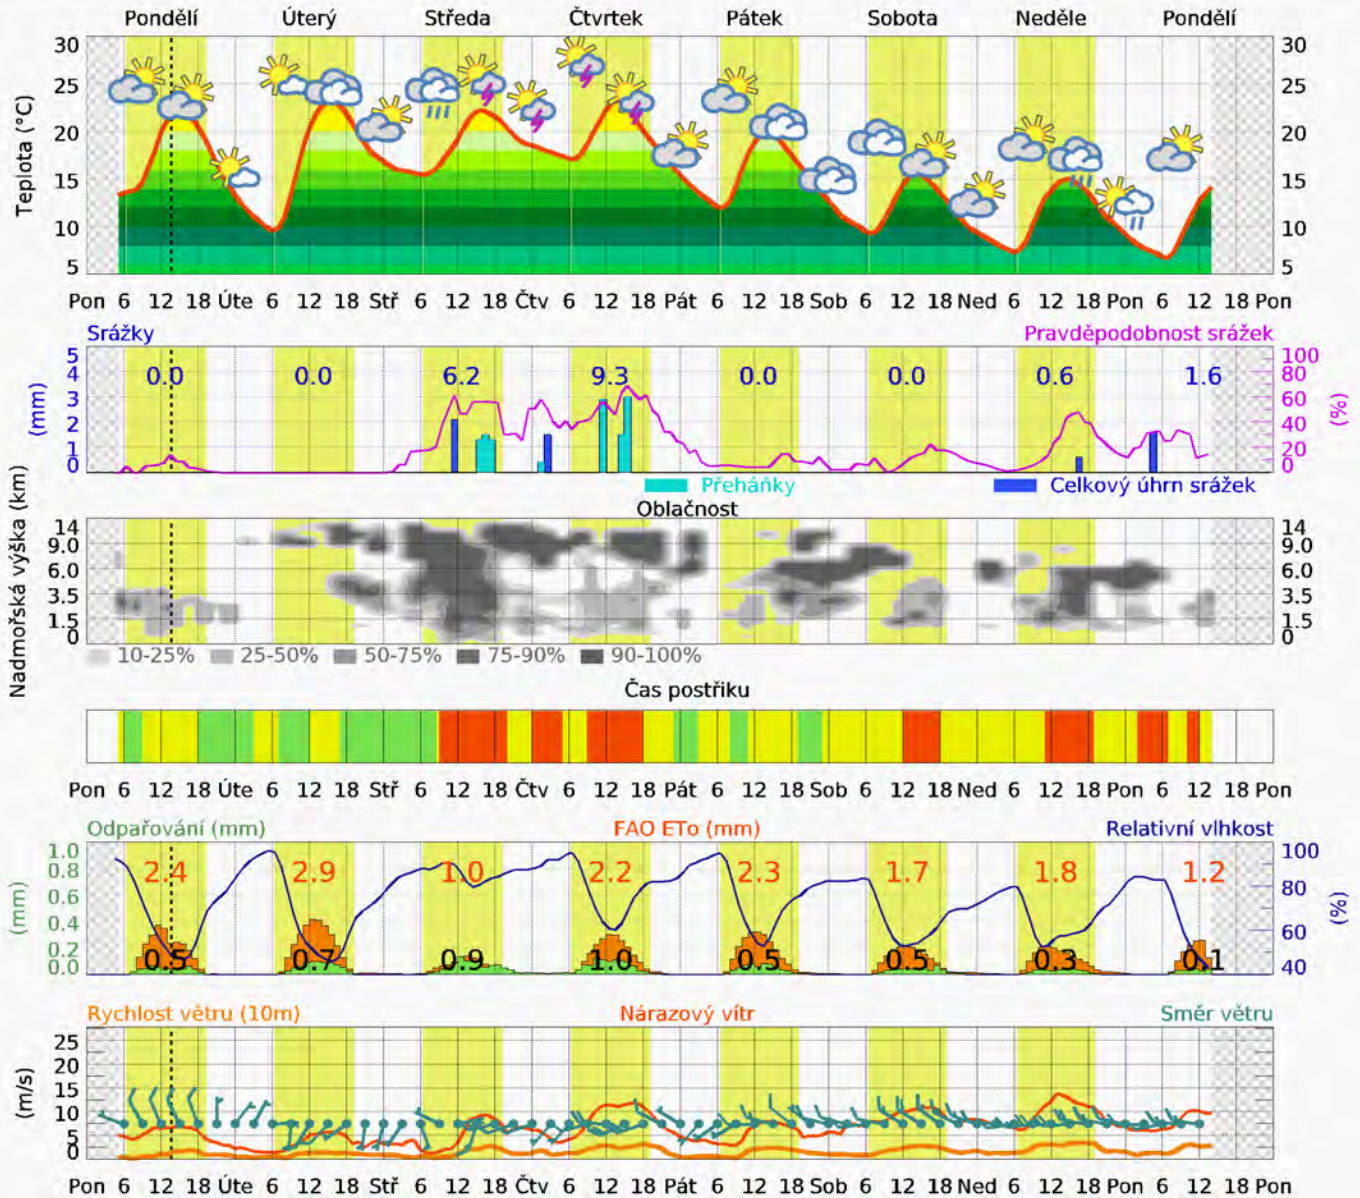 Pondělí Úterý Středa Čtvrtek Pátek Sobota Neděle Pondělí
Teplota (°C)
30 30
25 25
20 20
15 15
10 10
5 5
Pon 6 12 18 Úte 6 12 18 Stř 6 12 18 Čtv 6 12 18 Pát 6 12 18 Sob 6 12 18 Ned 6 12 18 Pon 6 12 18 Pon
Srážky Pravděpodobnost srážek
(mm) (%)
5 100
4 0.0 0.0 6.2 9.3 0.0 0.0 0.6 1.6 80
3 60
2 40
1 20
0 0
Přeháňky Celkový úhrn srážek
Oblačnost
Nadmořská výška (km)
14 14
9.0 9.0
6.0 6.0
3.5 3.5
1.5 1.5
0 0
10-25% 25-50% 50-75% 75-90% 90-100%
Čas postřiku
Pon 6 12 18 Úte 6 12 18 Stř 6 12 18 Čtv 6 12 18 Pát 6 12 18 Sob 6 12 18 Ned 6 12 18 Pon 6 12 18 Pon
Odpařování (mm) FAO ETo (mm) Relativní vlhkost
(mm) (%)
1.0 100
0.8 2.4 2.9 1.0 2.2 2.3 1.7 1.8 1.2 80
0.6
0.4 60
0.2
0.0 0.5 0.7 0.9 1.0 0.5 0.5 0.3 0.1 40
Rychlost větru (10m) Nárazový vítr Směr větru
(m/s)
25 25
20 20
15 15
10 10
5 5
0 0
Pon 6 12 18 Úte 6 12 18 Stř 6 12 18 Čtv 6 12 18 Pát 6 12 18 Sob 6 12 18 Ned 6 12 18 Pon 6 12 18 Pon